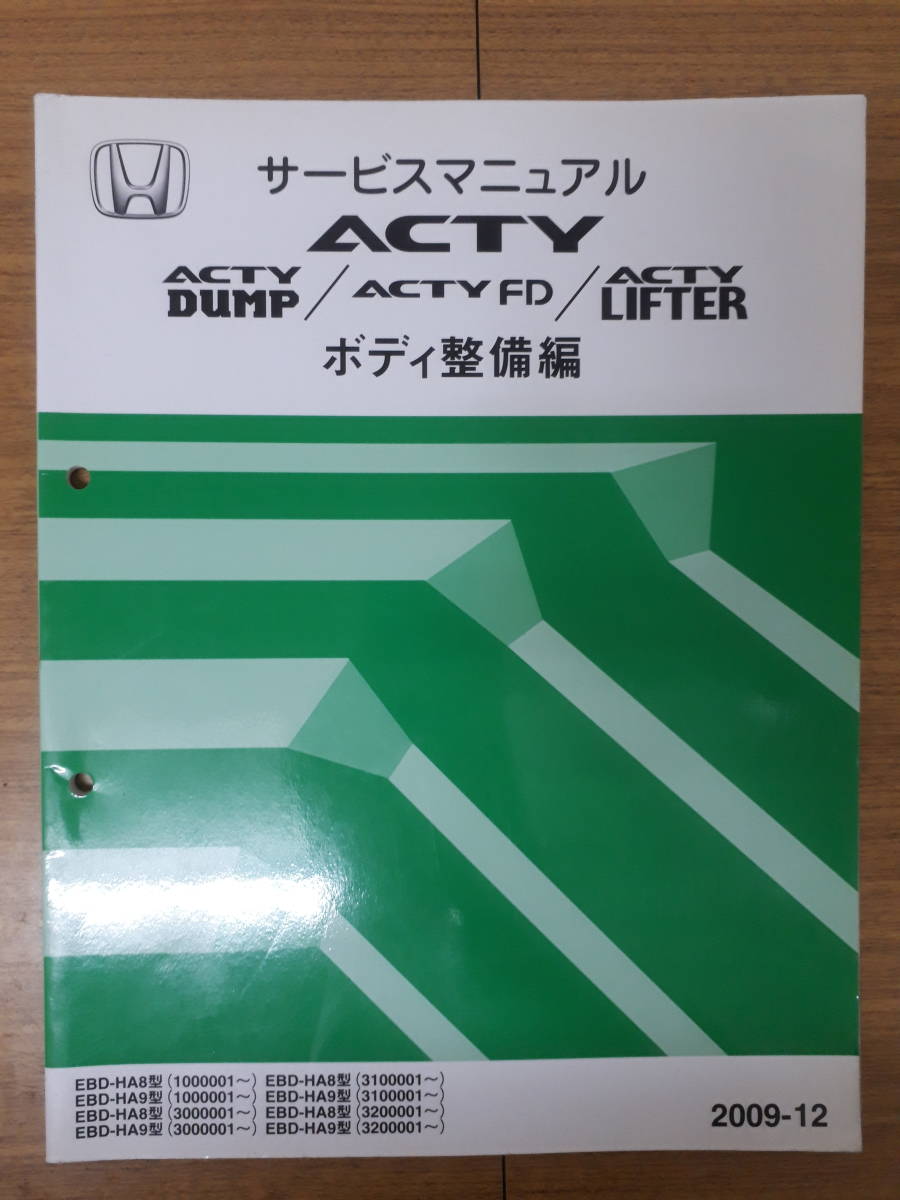 サービスマニュアル
ACTY
ACTY DUMP / ACTY FD / ACTY LIFTER
ボディ整備編
EBD-HA8型 (1000001〜) EBD-HA8型 (3100001〜)
EBD-HA9型 (1000001〜) EBD-HA9型 (3100001〜)
EBD-HA8型 (3000001〜) EBD-HA8型 (3200001〜)
EBD-HA9型 (3000001〜) EBD-HA9型 (3200001〜)
2009-12